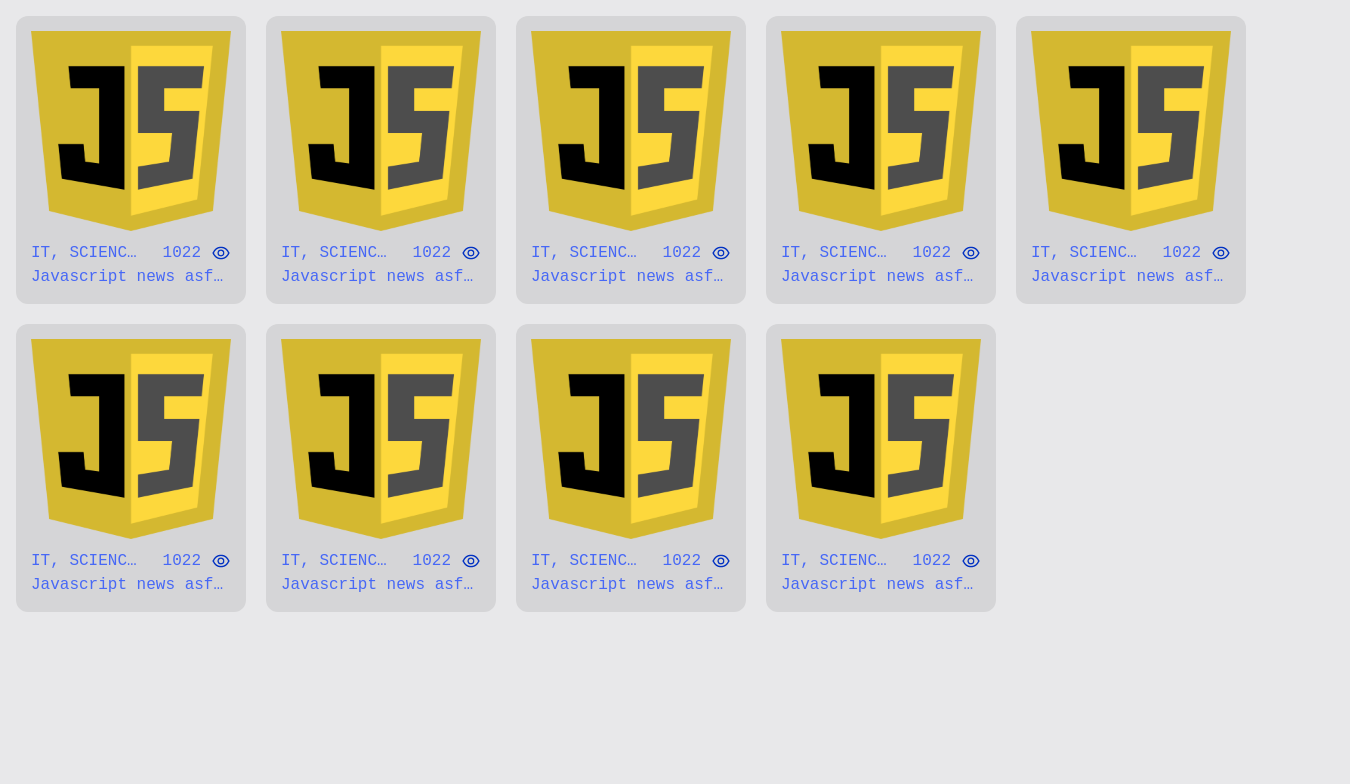 JS JS JS JS JS
IT, SCIENC… 1022 IT, SCIENC… 1022 IT, SCIENC… 1022 IT, SCIENC… 1022 IT, SCIENC… 1022
Javascript news asf… Javascript news asf… Javascript news asf… Javascript news asf… Javascript news asf…
JS JS JS JS
IT, SCIENC… 1022 IT, SCIENC… 1022 IT, SCIENC… 1022 IT, SCIENC… 1022
Javascript news asf… Javascript news asf… Javascript news asf… Javascript news asf…